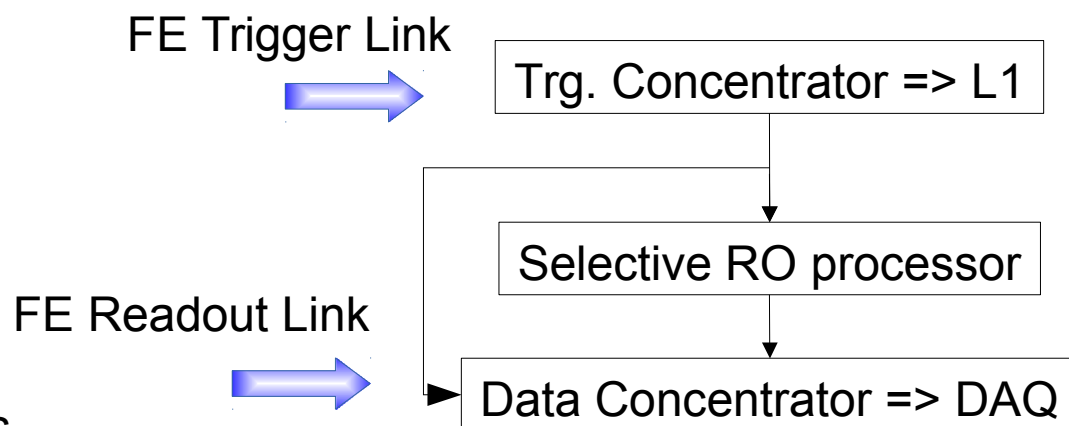 FE Trigger Link
Trg. Concentrator => L1
Selective RO processor
FE Readout Link
Data Concentrator => DAQ